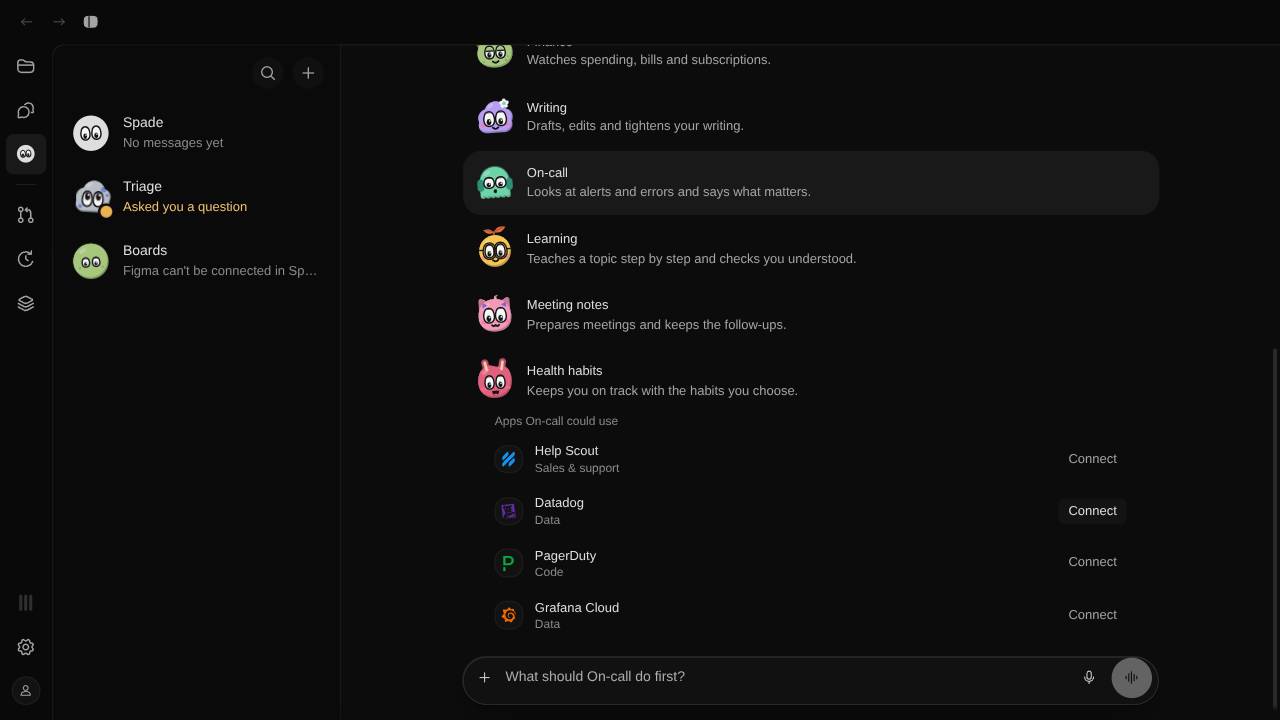 Spade
No messages yet
Triage
Asked you a question
Boards
Figma can't be connected in Sp…
Watches spending, bills and subscriptions.
Writing
Drafts, edits and tightens your writing.
On-call
Looks at alerts and errors and says what matters.
Learning
Teaches a topic step by step and checks you understood.
Meeting notes
Prepares meetings and keeps the follow-ups.
Health habits
Keeps you on track with the habits you choose.
Apps On-call could use
Help Scout
Sales & support
Connect
Datadog
Data
Connect
PagerDuty
Code
Connect
Grafana Cloud
Data
Connect
What should On-call do first?